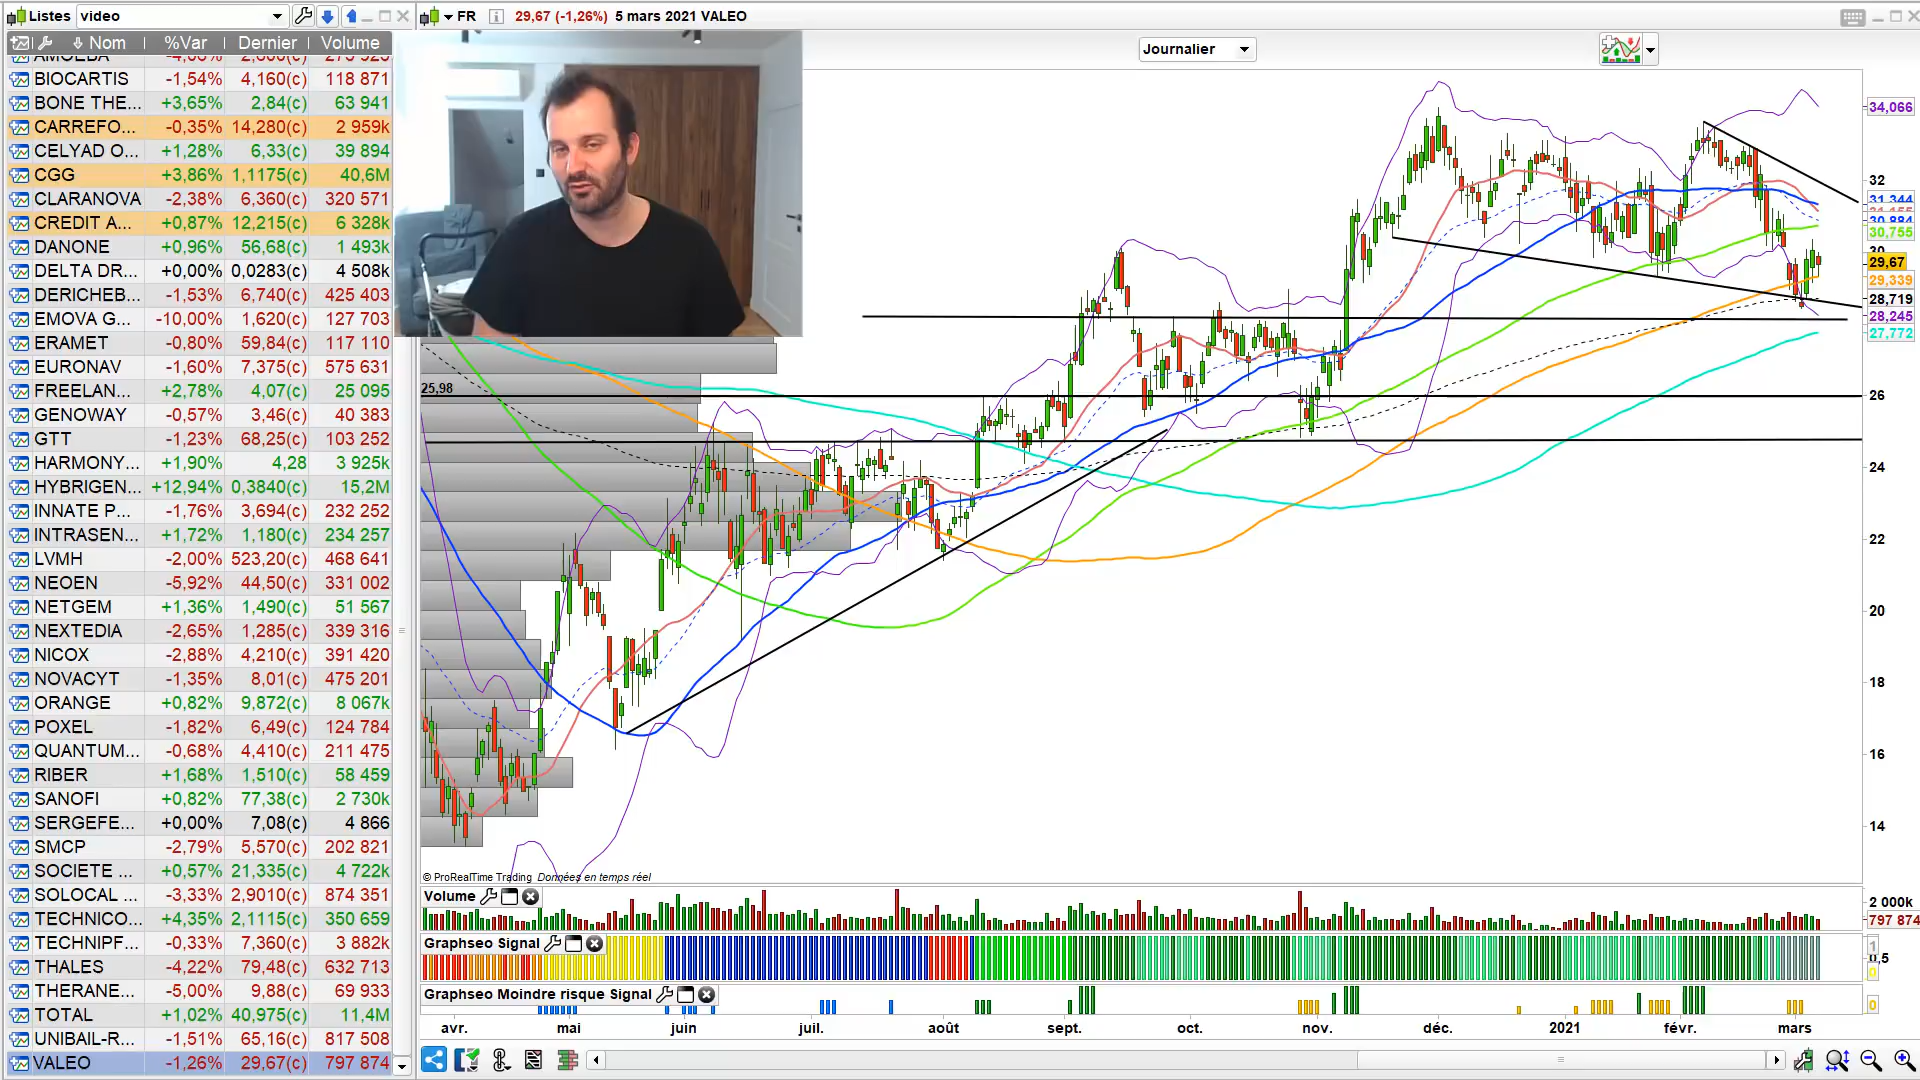 Listes video
FR 29,67 (-1,26%) 5 mars 2021 VALEO
Nom %Var Dernier Volume
Journalier
BIOCARTIS -1,54% 4,160(c) 118 871
BONE THE... +3,65% 2,84(c) 63 941
CARREFO... -0,35% 14,280(c) 2 959k
CELYAD O... +1,28% 6,33(c) 39 894
CGG +3,86% 1,1175(c) 40,6M
CLARANOVA -2,38% 6,360(c) 320 571
CREDIT A... +0,87% 12,215(c) 6 328k
DANONE +0,96% 56,68(c) 1 493k
DELTA DR... +0,00% 0,0283(c) 4 508k
DERICHEB... -1,53% 6,740(c) 425 403
EMOVA G... -10,00% 1,620(c) 127 703
ERAMET -0,80% 59,84(c) 117 110
EURONAV -1,60% 7,375(c) 575 631
FREELAN... +2,78% 4,07(c) 25 095
GENOWAY -0,57% 3,46(c) 40 383
GTT -1,23% 68,25(c) 103 252
HARMONY... +1,90% 4,28 3 925k
HYBRIGEN... +12,94% 0,3840(c) 15,2M
INNATE P... -1,76% 3,694(c) 232 252
INTRASEN... +1,72% 1,180(c) 234 257
LVMH -2,00% 523,20(c) 468 641
NEOEN -5,92% 44,50(c) 331 002
NETGEM +1,36% 1,490(c) 51 567
NEXTEDIA -2,65% 1,285(c) 339 316
NICOX -2,88% 4,210(c) 391 420
NOVACYT -1,35% 8,01(c) 475 201
ORANGE +0,82% 9,872(c) 8 067k
POXEL -1,82% 6,49(c) 124 784
QUANTUM... -0,68% 4,410(c) 211 475
RIBER +1,68% 1,510(c) 58 459
SANOFI +0,82% 77,38(c) 2 730k
SERGEFE... +0,00% 7,08(c) 4 866
SMCP -2,79% 5,570(c) 202 821
SOCIETE ... +0,57% 21,335(c) 4 722k
SOLOCAL ... -3,33% 2,9010(c) 874 351
TECHNICO... +4,35% 2,1115(c) 350 659
TECHNIPF... -0,33% 7,360(c) 3 882k
THALES -4,22% 79,48(c) 632 713
THERANE... -5,00% 9,88(c) 69 933
TOTAL +1,02% 40,975(c) 11,4M
UNIBAIL-R... -1,51% 65,16(c) 817 508
VALEO -1,26% 29,67(c) 797 874
34,066
32
31,344
30,884
30,755
29,67
29,339
28,719
28,245
27,772
25,98
26
24
22
20
18
16
14
© ProRealTime Trading Données en temps réel
Volume
2 000k
797 874
Graphseo Signal
1
0,5
0
Graphseo Moindre risque Signal
0
avr. mai juin juil. août sept. oct. nov. déc. 2021 févr. mars